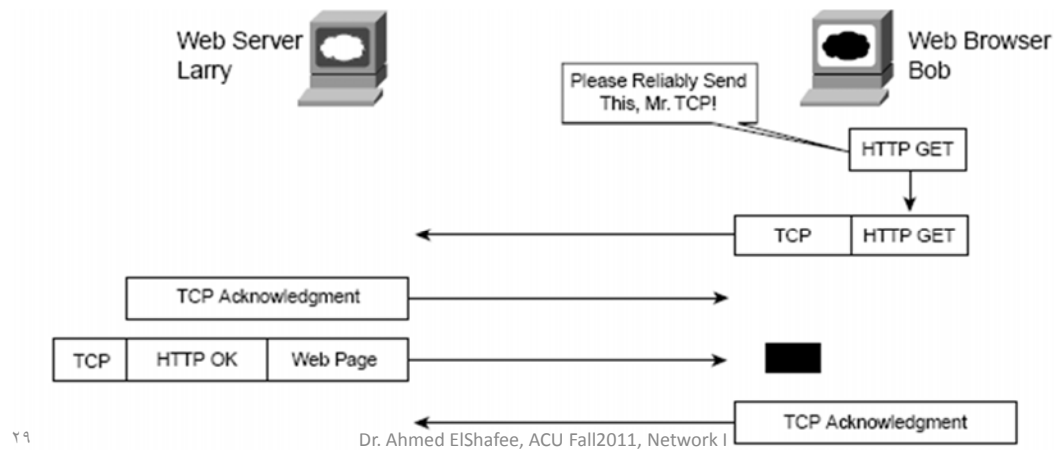 Web Server
Larry
Web Browser
Bob
Please Reliably Send
This, Mr. TCP!
HTTP GET
TCP HTTP GET
TCP Acknowledgment
TCP HTTP OK Web Page
TCP Acknowledgment
٢٩ Dr. Ahmed ElShafee, ACU Fall2011, Network I